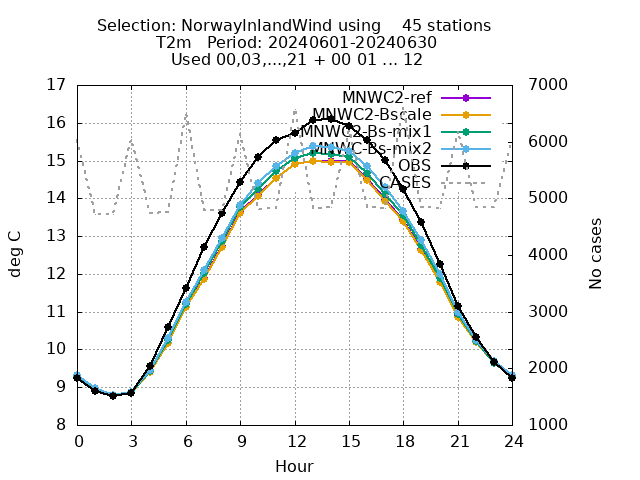 Selection: NorwayInlandWind using    45 stations
T2m   Period: 20240601-20240630
Used 00,03,...,21 + 00 01 ... 12
17
16
15
14
13
12
11
10
9
8
deg C
7000
6000
5000
4000
3000
2000
1000
No cases
MNWC2-ref
MNWC2-Bscale
MNWC2-Bs-mix1
MNWC-Bs-mix2
OBS
CASES
0 3 6 9 12 15 18 21 24
Hour